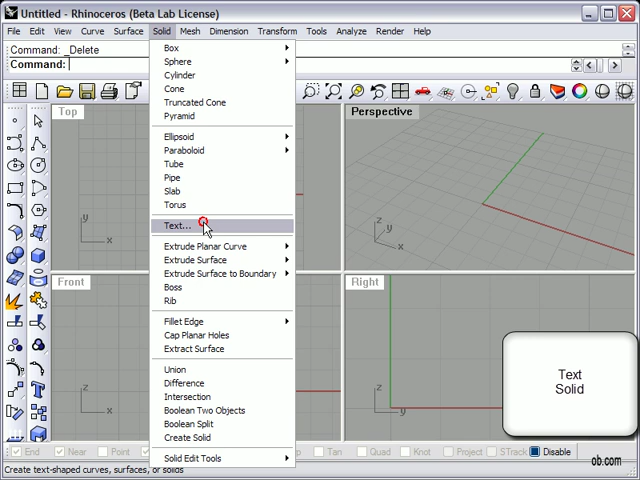 Untitled - Rhinoceros (Beta Lab License)
File Edit View Curve Surface Solid Mesh Dimension Transform Tools Analyze Render Help
Command: _Delete
Command:
Box
Sphere
Cylinder
Cone
Truncated Cone
Pyramid
Ellipsoid
Paraboloid
Tube
Pipe
Slab
Torus
Text...
Extrude Planar Curve
Extrude Surface
Extrude Surface to Boundary
Boss
Rib
Fillet Edge
Cap Planar Holes
Extract Surface
Union
Difference
Intersection
Boolean Two Objects
Boolean Split
Create Solid
Solid Edit Tools
Top
y
x
Perspective
z
y
x
Front
z
x
Right
z
y
Text
Solid
End Near Point Tan Quad Knot Project STrack Disable
Create text-shaped curves, surfaces, or solids
ob.com